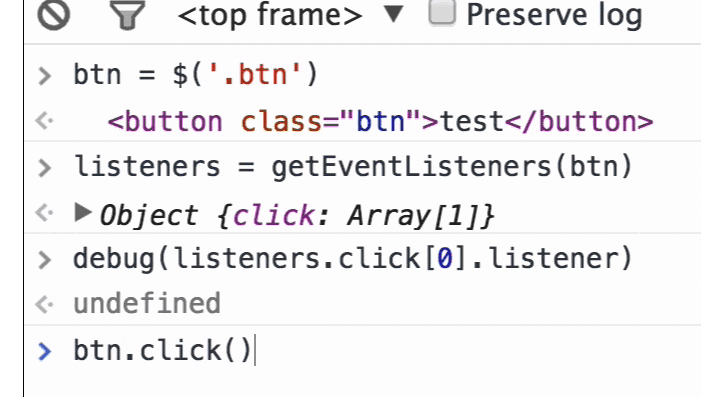 <top frame> ▼ Preserve log
> btn = $('.btn')
<button class="btn">test</button>
> listeners = getEventListeners(btn)
▶Object {click: Array[1]}
> debug(listeners.click[0].listener)
undefined
> btn.click()